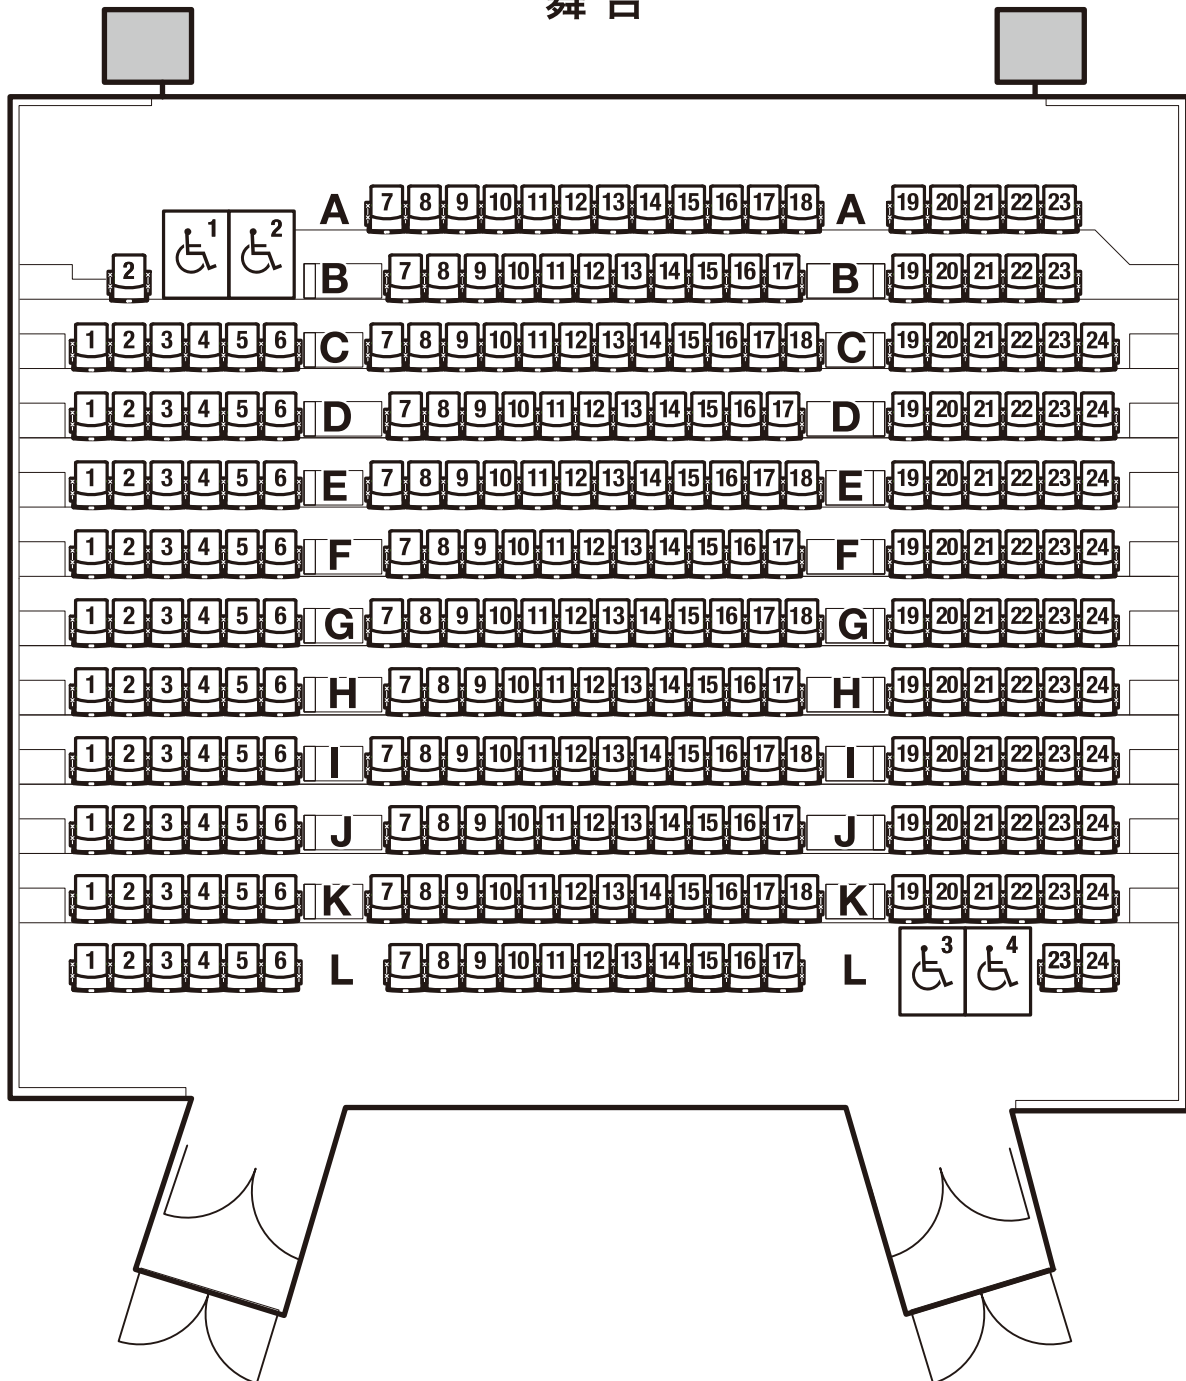 舞台
A 7 8 9 10 11 12 13 14 15 16 17 18 A 19 20 21 22 23
1 2
2 B 7 8 9 10 11 12 13 14 15 16 17 B 19 20 21 22 23
1 2 3 4 5 6 C 7 8 9 10 11 12 13 14 15 16 17 18 C 19 20 21 22 23 24
1 2 3 4 5 6 D 7 8 9 10 11 12 13 14 15 16 17 D 19 20 21 22 23 24
1 2 3 4 5 6 E 7 8 9 10 11 12 13 14 15 16 17 18 E 19 20 21 22 23 24
1 2 3 4 5 6 F 7 8 9 10 11 12 13 14 15 16 17 F 19 20 21 22 23 24
1 2 3 4 5 6 G 7 8 9 10 11 12 13 14 15 16 17 18 G 19 20 21 22 23 24
1 2 3 4 5 6 H 7 8 9 10 11 12 13 14 15 16 17 H 19 20 21 22 23 24
1 2 3 4 5 6 I 7 8 9 10 11 12 13 14 15 16 17 18 I 19 20 21 22 23 24
1 2 3 4 5 6 J 7 8 9 10 11 12 13 14 15 16 17 J 19 20 21 22 23 24
1 2 3 4 5 6 K 7 8 9 10 11 12 13 14 15 16 17 18 K 19 20 21 22 23 24
1 2 3 4 5 6 L 7 8 9 10 11 12 13 14 15 16 17 L 3 4 23 24